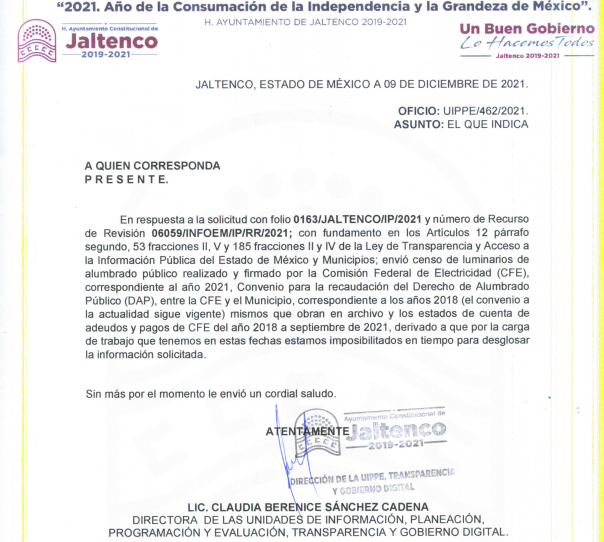 “2021. Año de la Consumación de la Independencia y la Grandeza de México”.
H. AYUNTAMIENTO DE JALTENCO 2019-2021
H. Ayuntamiento Constitucional de
Jaltenco
2019-2021
Un Buen Gobierno
Lo Hacemos Todos
Jaltenco 2019-2021
JALTENCO, ESTADO DE MÉXICO A 09 DE DICIEMBRE DE 2021.
OFICIO: UIPPE/462/2021.
ASUNTO: EL QUE INDICA
A QUIEN CORRESPONDA
P R E S E N T E.
En respuesta a la solicitud con folio 0163/JALTENCO/IP/2021 y número de Recurso
de Revisión 06059/INFOEM/IP/RR/2021; con fundamento en los Artículos 12 párrafo
segundo, 53 fracciones II, V y 185 fracciones II y IV de la Ley de Transparencia y Acceso a
la Información Pública del Estado de México y Municipios; envió censo de luminarios de
alumbrado público realizado y firmado por la Comisión Federal de Electricidad (CFE),
correspondiente al año 2021, Convenio para la recaudación del Derecho de Alumbrado
Público (DAP), entre la CFE y el Municipio, correspondiente a los años 2018 (el convenio a
la actualidad sigue vigente) mismos que obran en archivo y los estados de cuenta de
adeudos y pagos de CFE del año 2018 a septiembre de 2021, derivado a que por la carga
de trabajo que tenemos en estas fechas estamos imposibilitados en tiempo para desglosar
la información solicitada.
Sin más por el momento le envió un cordial saludo.
ATENTAMENTE
Ayuntamiento Constitucional de
Jaltenco
2019-2021
DIRECCIÓN DE LA UIPPE, TRANSPARENCIA
Y GOBIERNO DIGITAL
LIC. CLAUDIA BERENICE SÁNCHEZ CADENA
DIRECTORA DE LAS UNIDADES DE INFORMACIÓN, PLANEACIÓN,
PROGRAMACIÓN Y EVALUACIÓN, TRANSPARENCIA Y GOBIERNO DIGITAL.